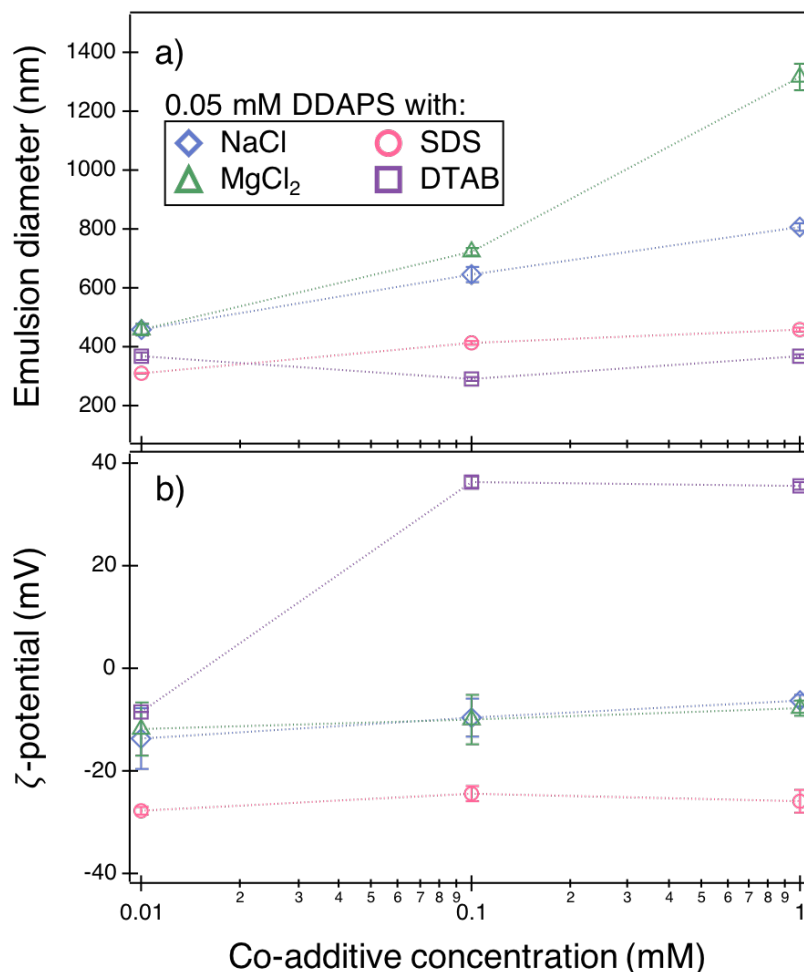 a)
0.05 mM DDAPS with:
NaCl SDS
MgCl₂ DTAB
Emulsion diameter (nm)
1400
1200
1000
800
600
400
200
b)
ζ-potential (mV)
40
20
0
-20
-40
2 3 4 5 6 7 8 9 2 3 4 5 6 7 8 9
0.01 0.1 1
Co-additive concentration (mM)